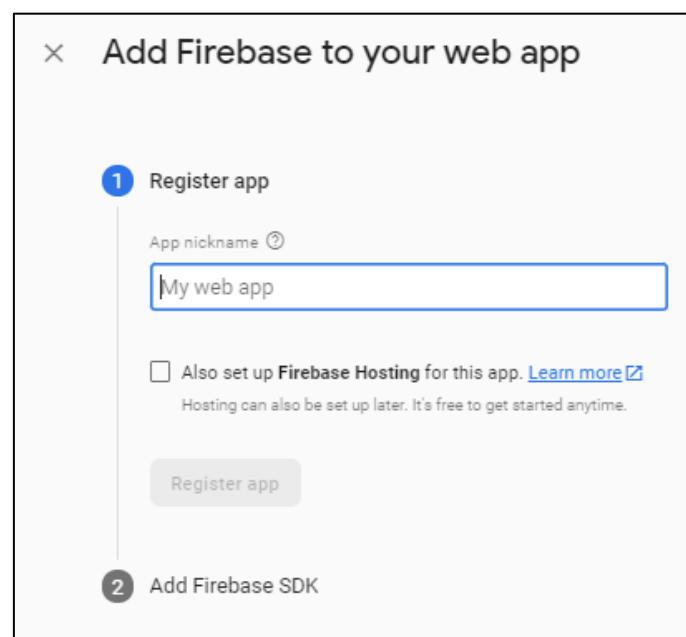 Add Firebase to your web app
1 Register app
App nickname
My web app
Also set up Firebase Hosting for this app. Learn more
Hosting can also be set up later. It's free to get started anytime.
Register app
2 Add Firebase SDK